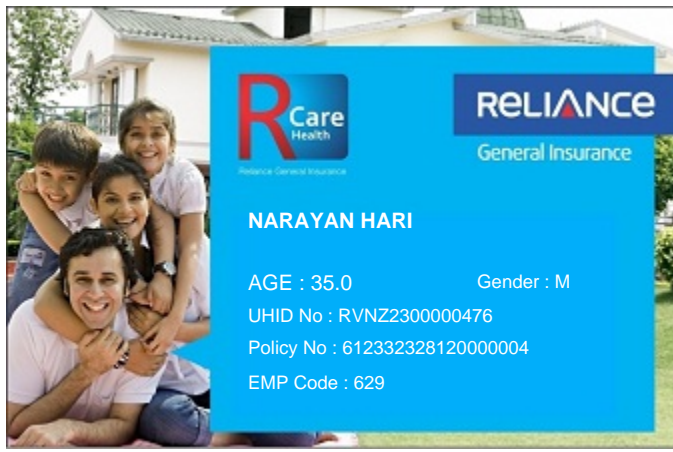 R Care
Health
Reliance General Insurance
RELIANCE
General Insurance
NARAYAN HARI
AGE : 35.0
Gender : M
UHID No : RVNZ2300000476
Policy No : 612332328120000004
EMP Code : 629